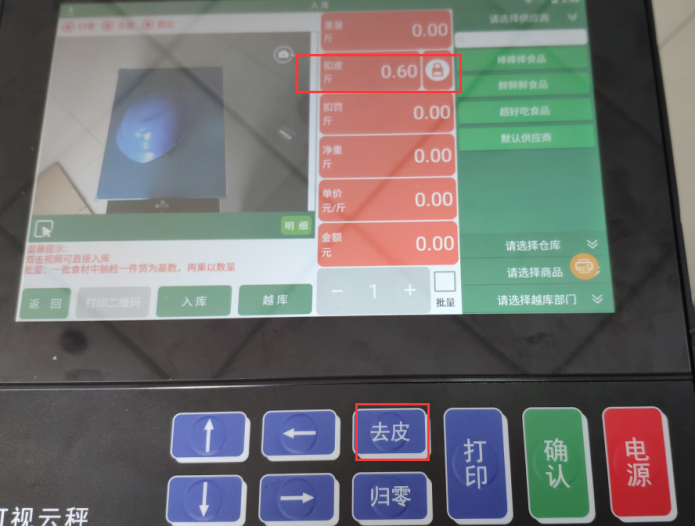 入库
重量
斤
0.00
扣皮
斤
0.60
扣罚
斤
0.00
净重
斤
0.00
单价
元/斤
0.00
金额
元
0.00
− 1 +
批量
请选择供应商
棒棒棒食品
鲜鲜鲜食品
超好吃食品
默认供应商
请选择仓库
请选择商品
请选择越库部门
明细
温馨提示:
双击视频可直接入库
批量: 一批食材中抽检一件货为基数，再乘以数量
返回
打印二维码
入库
越库
去皮
归零
打印
确认
电源
可视云秤